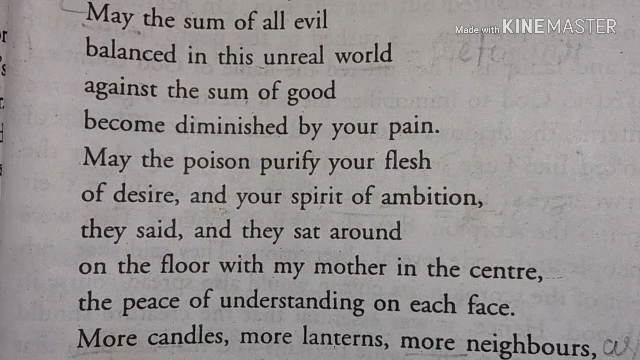 Made with KINEMASTER
May the sum of all evil
balanced in this unreal world
against the sum of good
become diminished by your pain.
May the poison purify your flesh
of desire, and your spirit of ambition,
they said, and they sat around
on the floor with my mother in the centre,
the peace of understanding on each face.
More candles, more lanterns, more neighbours,